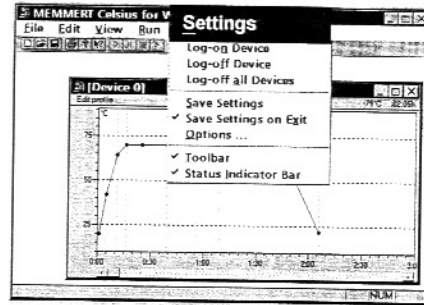 MEMMERT Celsius for W
File Edit View Run
Settings
Log-on Device
Log-off Device
Log-off all Devices
Save Settings
✓ Save Settings on Exit
Options ...
✓ Toolbar
✓ Status Indicator Bar
[Device 0]
Edit profile
°C
75
50
25
0:00 0:30 1:00 1:30 2:00 2:30 3:0
NUM